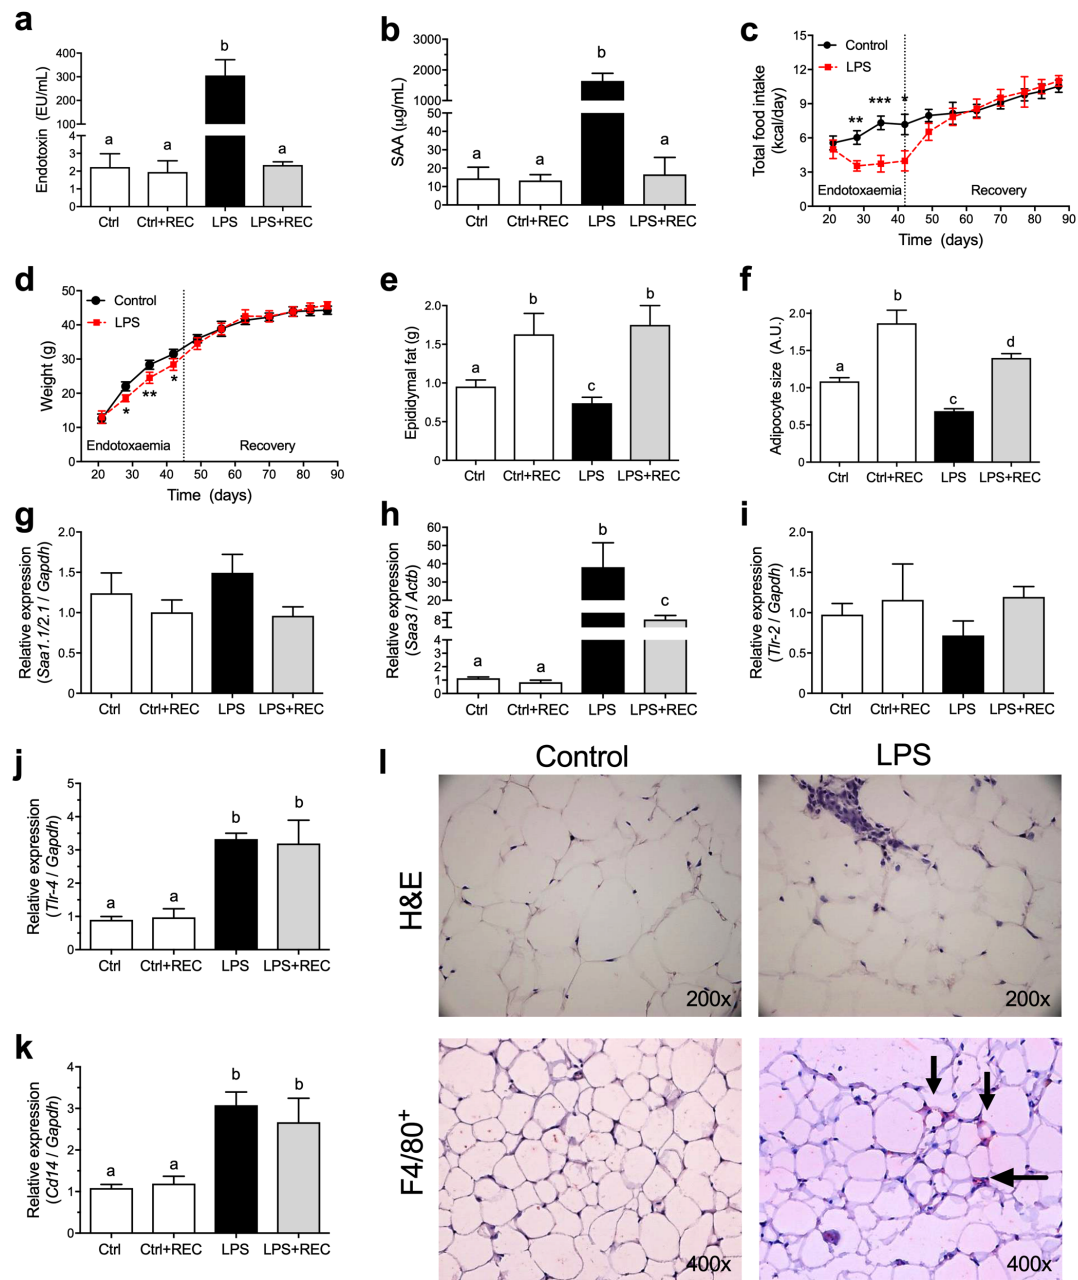 a
Endotoxin (EU/mL)
400
300
200
100
4
3
2
1
0
a
a
b
a
Ctrl
Ctrl+REC
LPS
LPS+REC
b
SAA (µg/mL)
3000
2000
1000
50
40
30
20
10
0
a
a
b
a
Ctrl
Ctrl+REC
LPS
LPS+REC
c
Total food intake
(kcal/day)
15
12
9
6
3
0
Control
LPS
**
***
*
Endotoxaemia
Recovery
20 30 40 50 60 70 80 90
Time (days)
d
Weight (g)
50
40
30
20
10
0
Control
LPS
*
**
*
Endotoxaemia
Recovery
20 30 40 50 60 70 80 90
Time (days)
e
Epididymal fat (g)
2.0
1.5
1.0
0.5
0
a
b
c
b
Ctrl
Ctrl+REC
LPS
LPS+REC
f
Adipocyte size (A.U.)
2.0
1.5
1.0
0.5
0
a
b
c
d
Ctrl
Ctrl+REC
LPS
LPS+REC
g
Relative expression
(Saa1.1/2.1 / Gapdh)
2.0
1.5
1.0
0.5
0
Ctrl
Ctrl+REC
LPS
LPS+REC
h
Relative expression
(Saa3 / Actb)
60
50
40
30
20
8
4
3
2
1
0
a
a
b
c
Ctrl
Ctrl+REC
LPS
LPS+REC
i
Relative expression
(Tlr-2 / Gapdh)
2.0
1.5
1.0
0.5
0
Ctrl
Ctrl+REC
LPS
LPS+REC
j
Relative expression
(Tlr-4 / Gapdh)
5
4
3
2
1
0
a
a
b
b
Ctrl
Ctrl+REC
LPS
LPS+REC
k
Relative expression
(Cd14 / Gapdh)
4
3
2
1
0
a
a
b
b
Ctrl
Ctrl+REC
LPS
LPS+REC
l
Control
LPS
H&E
200x
200x
F4/80⁺
400x
400x